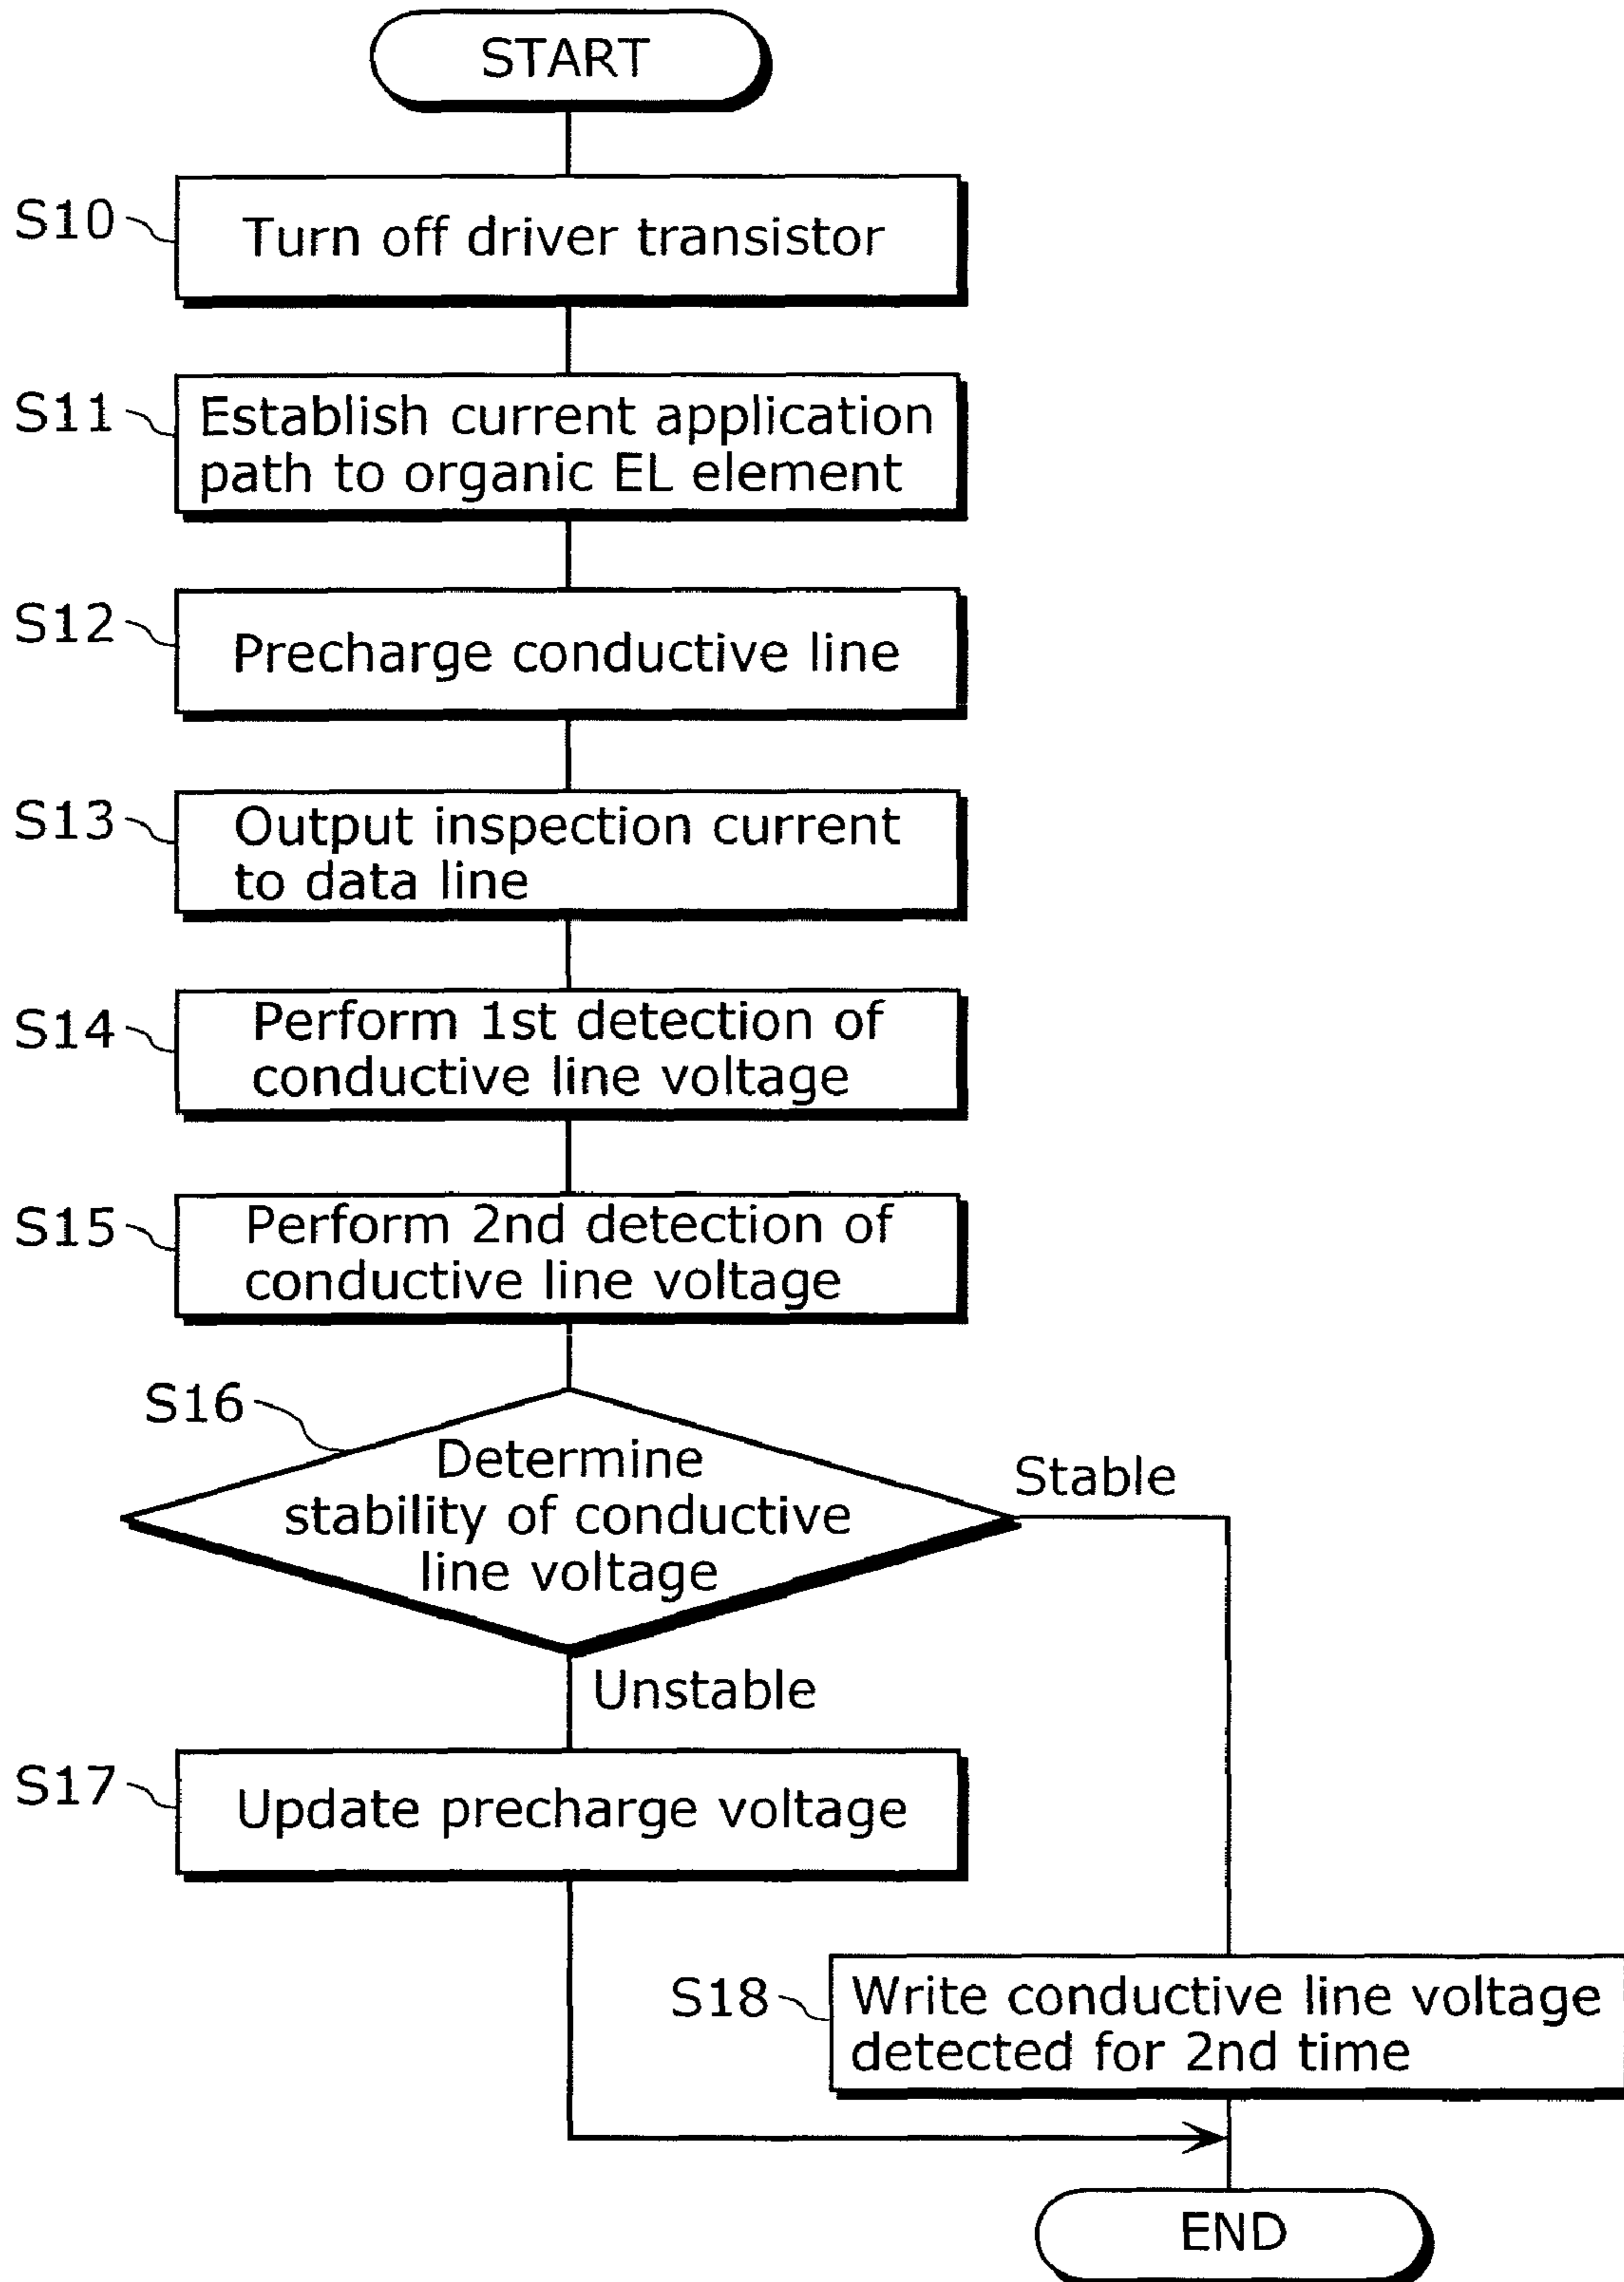 START
S10
Turn off driver transistor
S11
Establish current application
path to organic EL element
S12
Precharge conductive line
S13
Output inspection current
to data line
S14
Perform 1st detection of
conductive line voltage
S15
Perform 2nd detection of
conductive line voltage
S16
Determine
stability of conductive
line voltage
Stable
Unstable
S17
Update precharge voltage
S18
Write conductive line voltage
detected for 2nd time
END